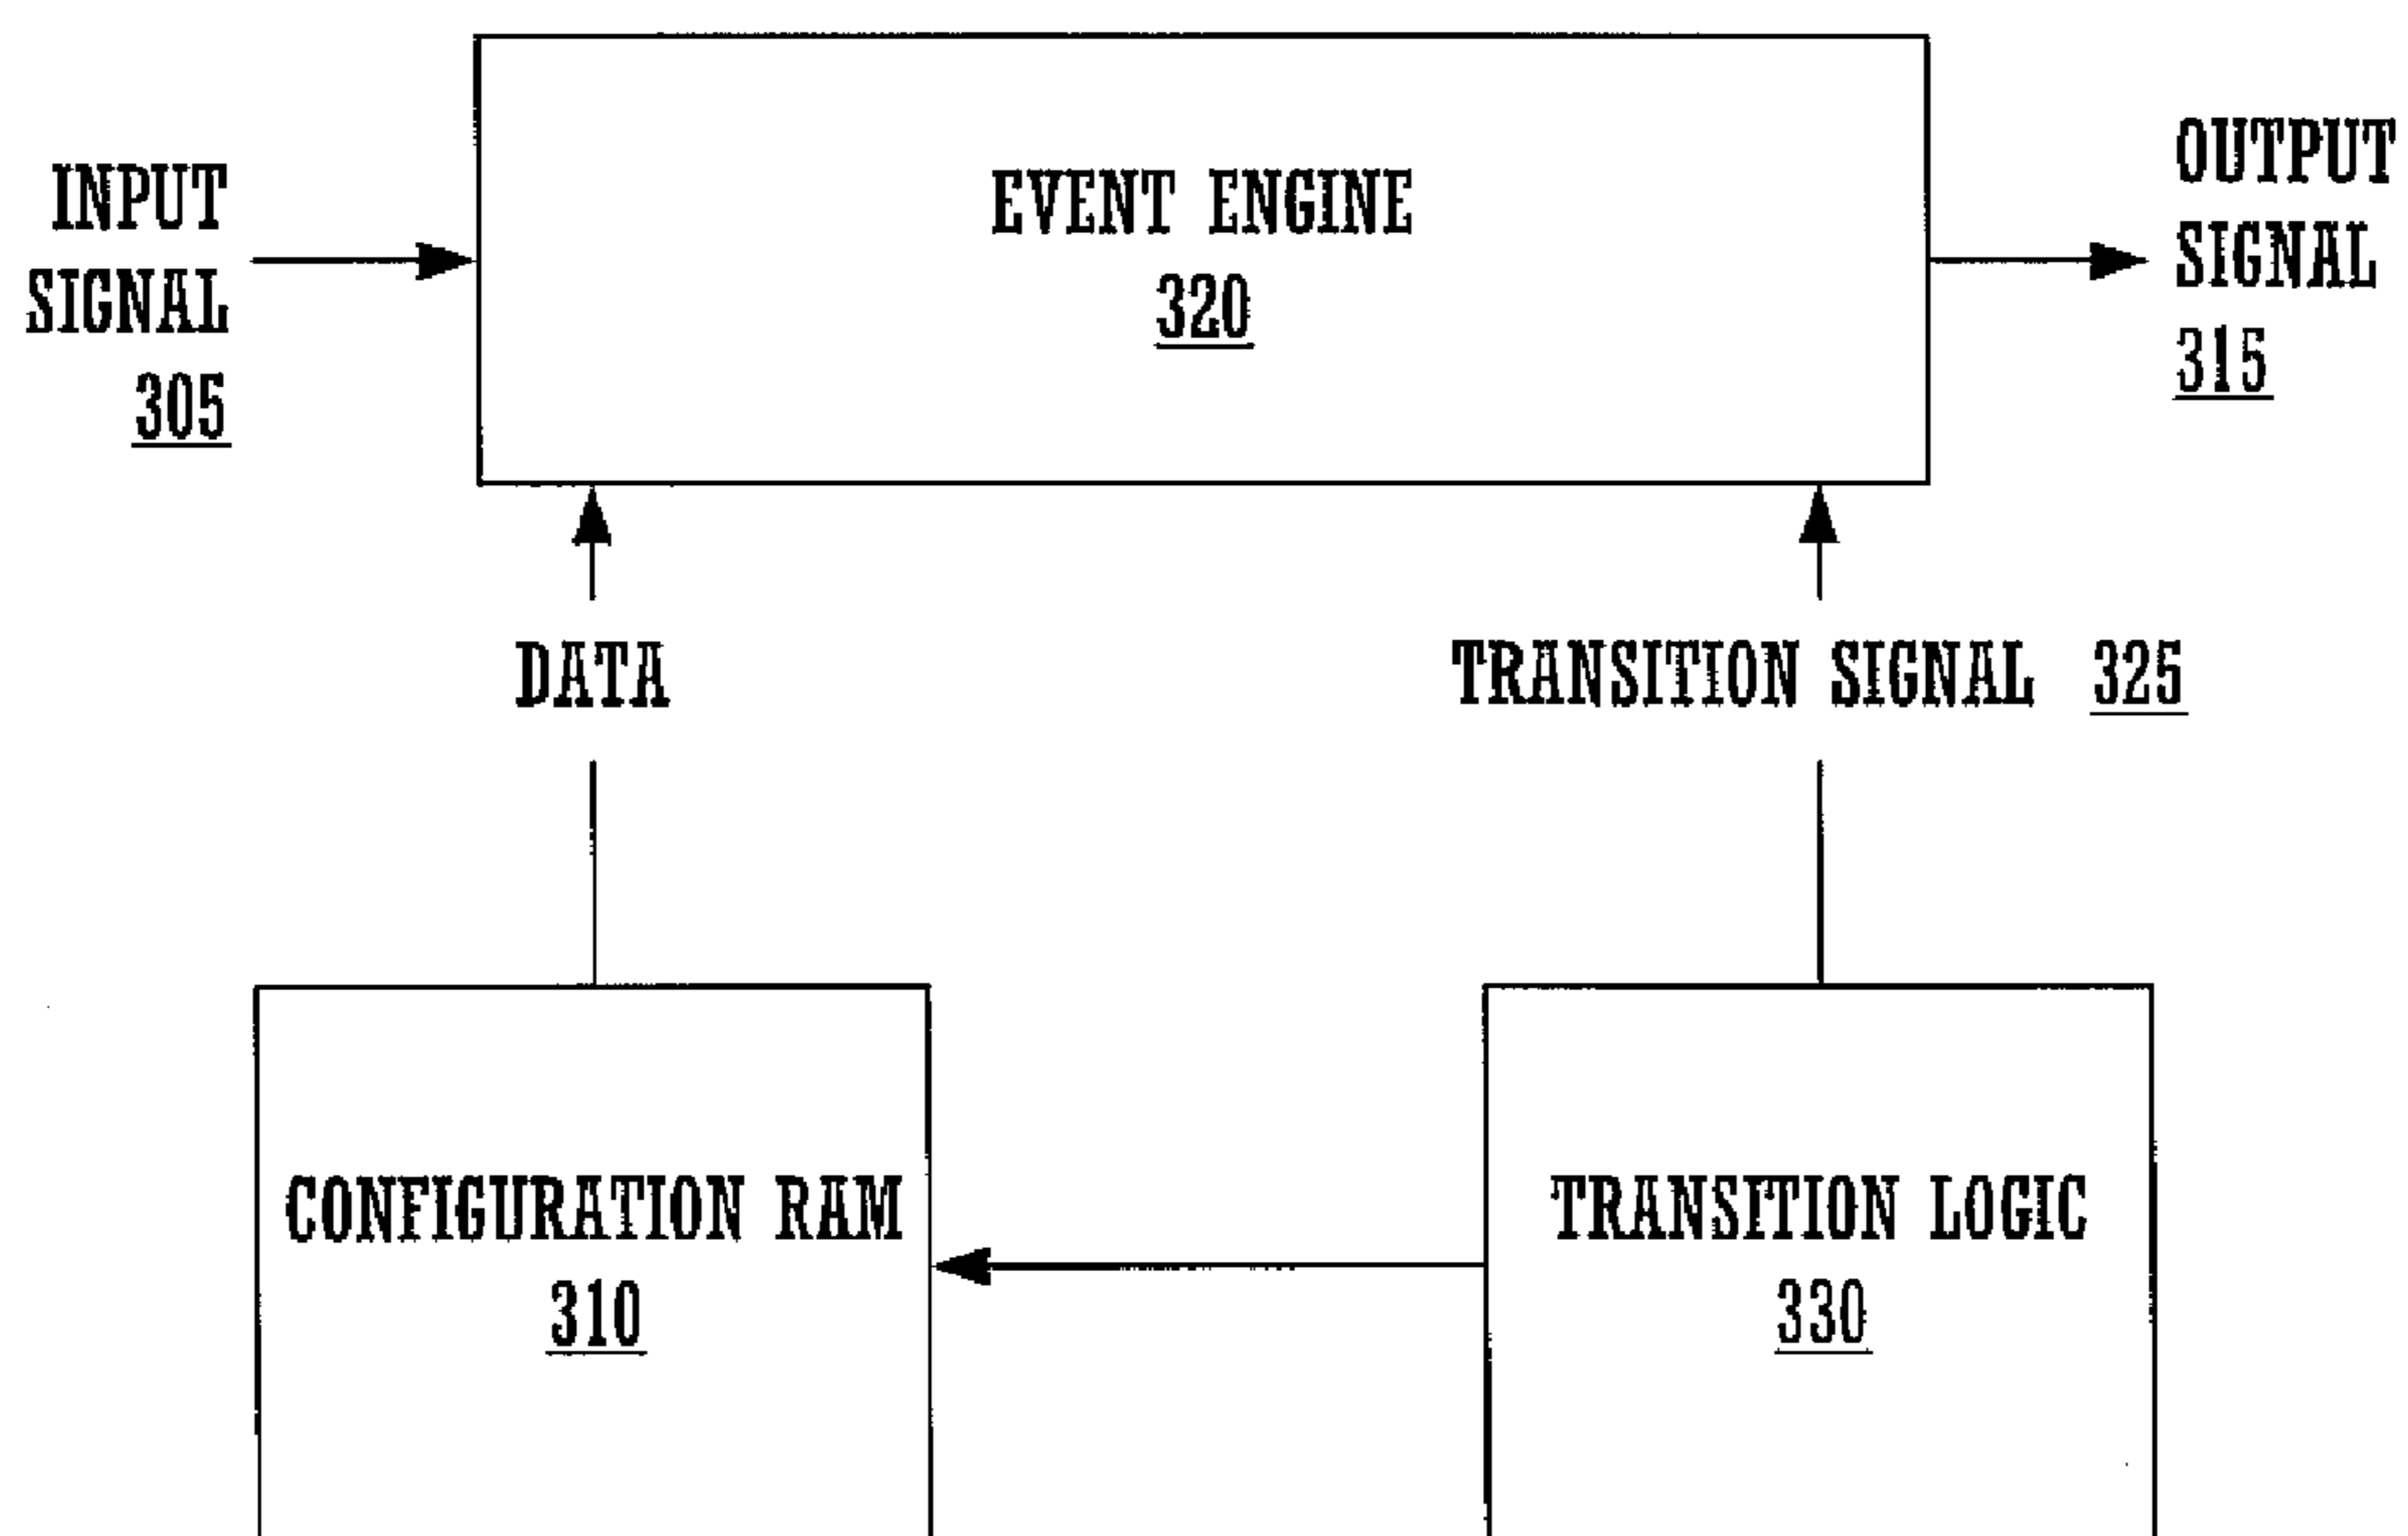 INPUT
SIGNAL
305
EVENT ENGINE
320
OUTPUT
SIGNAL
315
DATA
TRANSITION SIGNAL 325
CONFIGURATION RAM
310
TRANSITION LOGIC
330